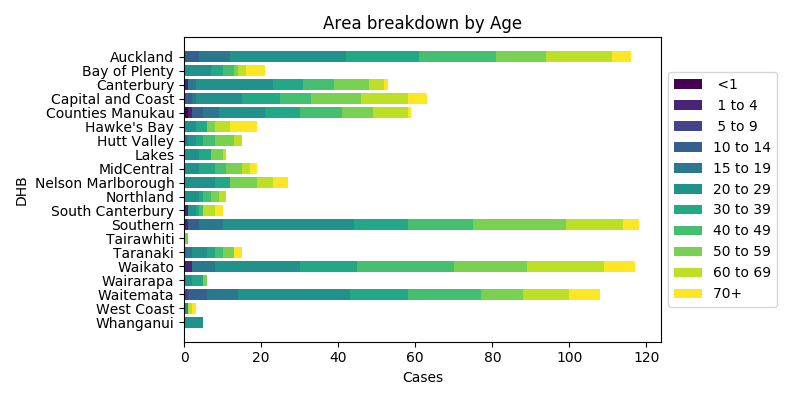 Area breakdown by Age
DHB
Auckland
Bay of Plenty
Canterbury
Capital and Coast
Counties Manukau
Hawke's Bay
Hutt Valley
Lakes
MidCentral
Nelson Marlborough
Northland
South Canterbury
Southern
Tairawhiti
Taranaki
Waikato
Wairarapa
Waitemata
West Coast
Whanganui
0 20 40 60 80 100 120
Cases
<1
1 to 4
5 to 9
10 to 14
15 to 19
20 to 29
30 to 39
40 to 49
50 to 59
60 to 69
70+